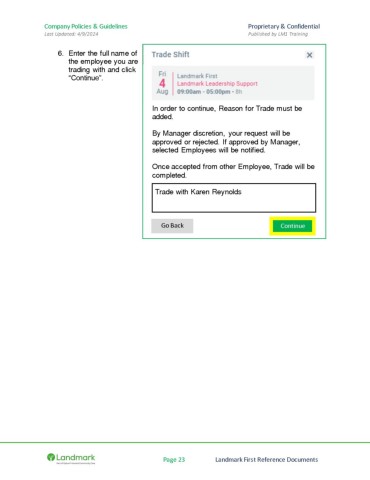 Company Policies & Guidelines
Proprietary & Confidential
Last Updated: 4/9/2024
Published by LMI Training
6. Enter the full name of
the employee you are
trading with and click
"Continue".
Trade Shift
Fri
4
Aug
Landmark First
Landmark Leadership Support
09:00am - 05:00pm - 8h
In order to continue, Reason for Trade must be
added.
By Manager discretion, your request will be
approved or rejected. If approved by Manager,
selected Employees will be notified.
Once accepted from other Employee, Trade will be
completed.
Trade with Karen Reynolds
Go Back
Continue
Landmark
Page 23
Landmark First Reference Documents